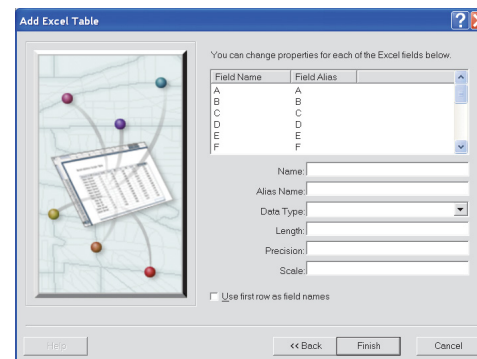 Add Excel Table
You can change properties for each of the Excel fields below.
Field Name Field Alias
A A
B B
C C
D D
E E
F F
Name:
Alias Name:
Data Type:
Length:
Precision:
Scale:
Use first row as field names
Help << Back Finish Cancel